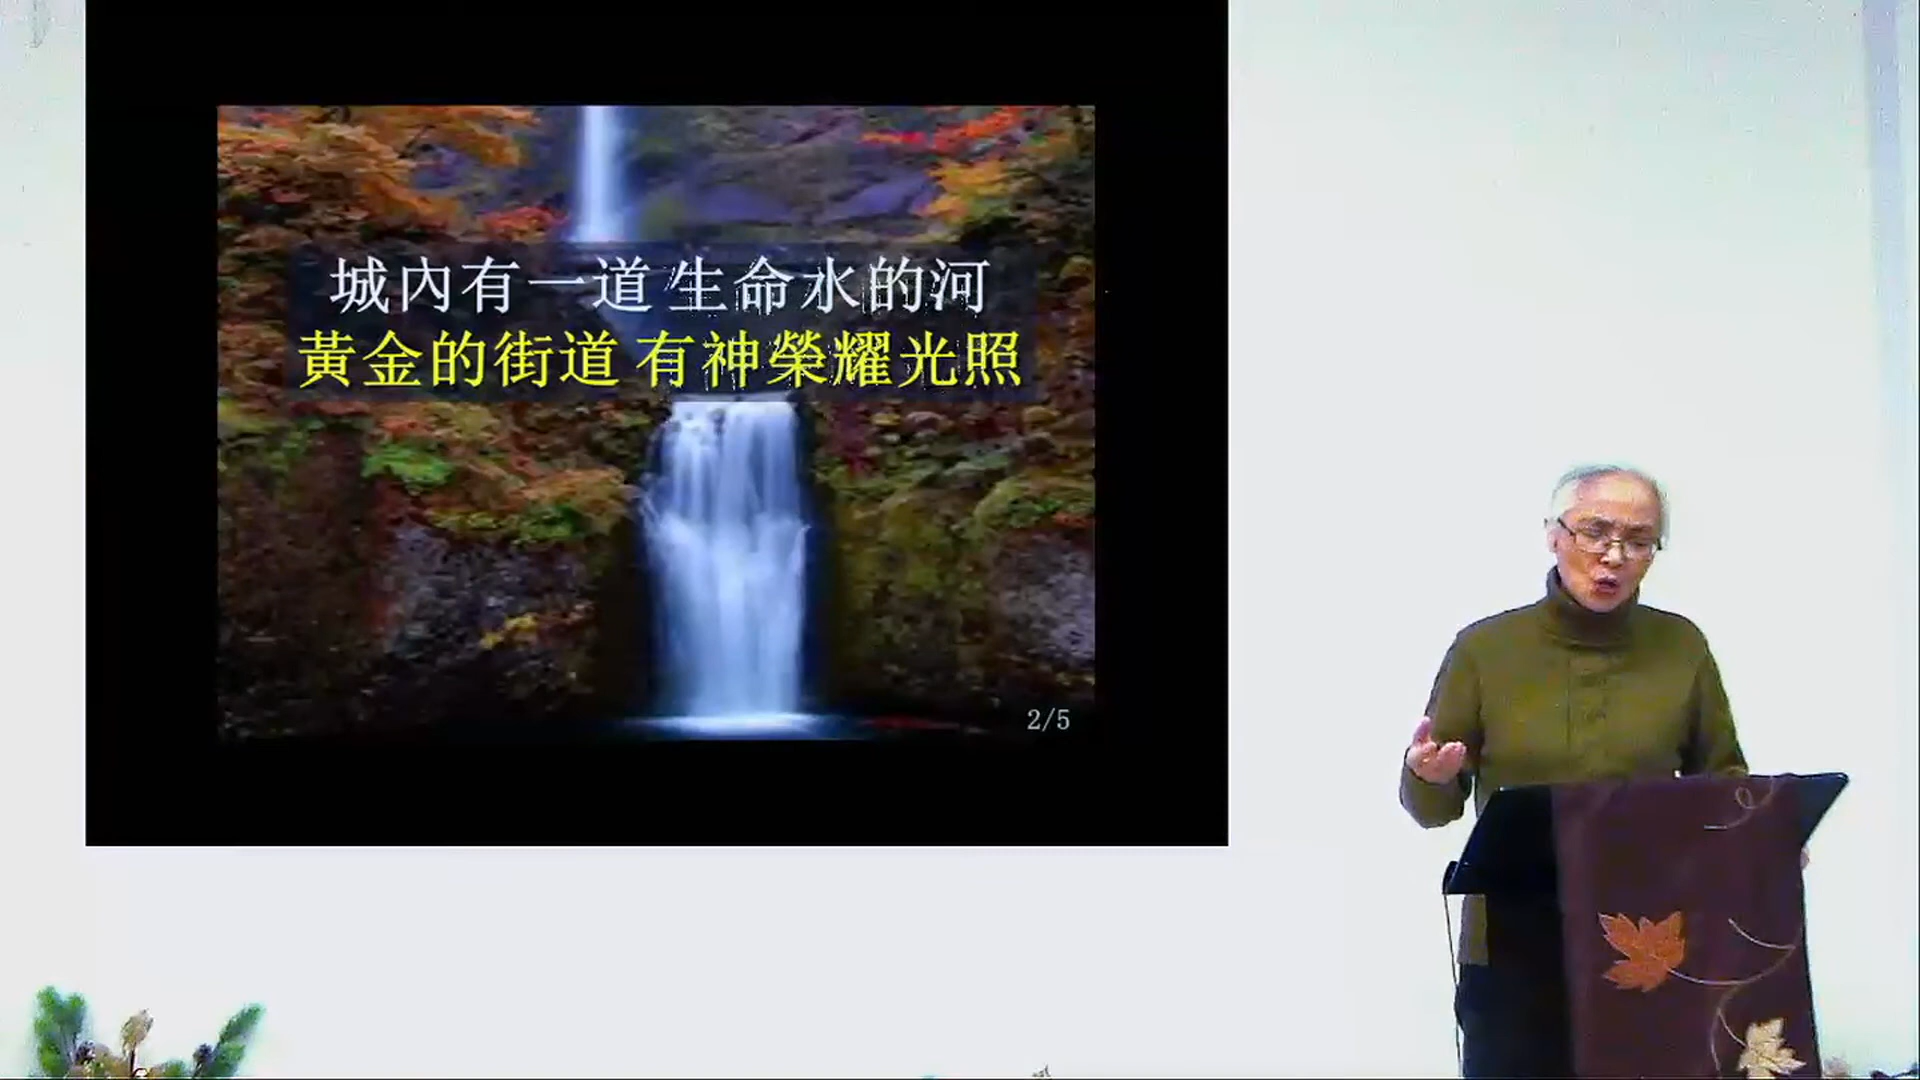 城內有一道 生命水的河
黃金的街道 有神榮耀光照
2/5